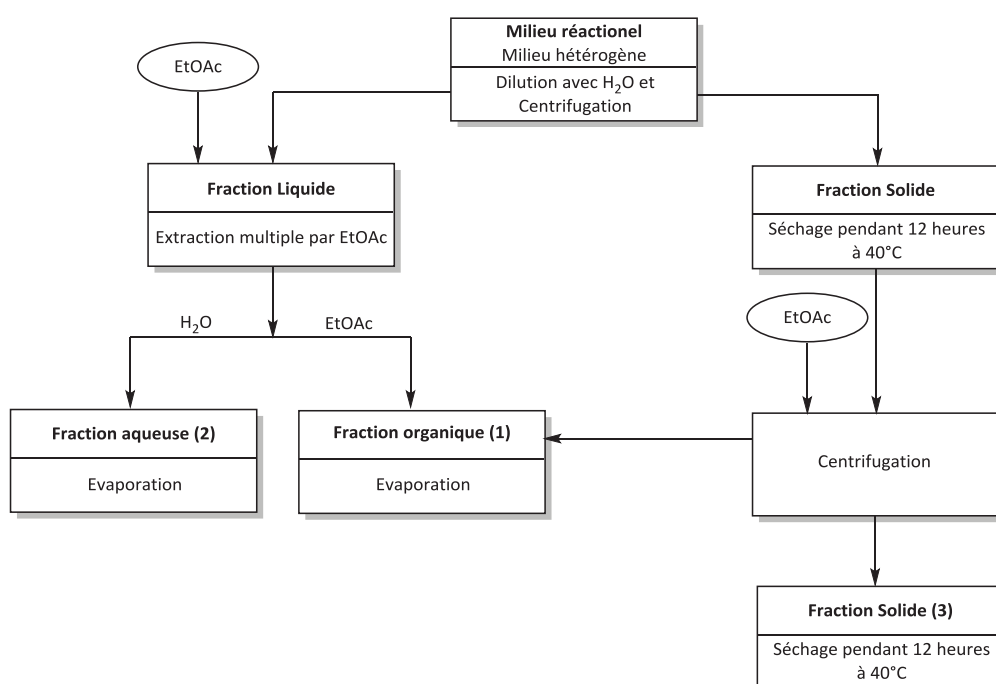 Milieu réactionel
Milieu hétérogène
Dilution avec H₂O et
Centrifugation
EtOAc
Fraction Liquide
Extraction multiple par EtOAc
Fraction Solide
Séchage pendant 12 heures
à 40°C
EtOAc
H₂O
EtOAc
Fraction aqueuse (2)
Evaporation
Fraction organique (1)
Evaporation
Centrifugation
Fraction Solide (3)
Séchage pendant 12 heures
à 40°C